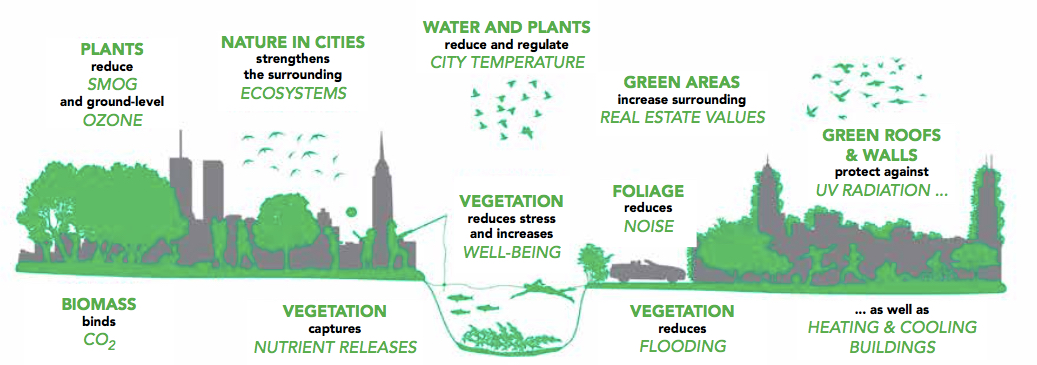 PLANTS
reduce
SMOG
and ground-level
OZONE
NATURE IN CITIES
strengthens
the surrounding
ECOSYSTEMS
WATER AND PLANTS
reduce and regulate
CITY TEMPERATURE
GREEN AREAS
increase surrounding
REAL ESTATE VALUES
GREEN ROOFS
& WALLS
protect against
UV RADIATION ...
VEGETATION
reduces stress
and increases
WELL-BEING
FOLIAGE
reduces
NOISE
BIOMASS
binds
CO₂
VEGETATION
captures
NUTRIENT RELEASES
VEGETATION
reduces
FLOODING
... as well as
HEATING & COOLING
BUILDINGS